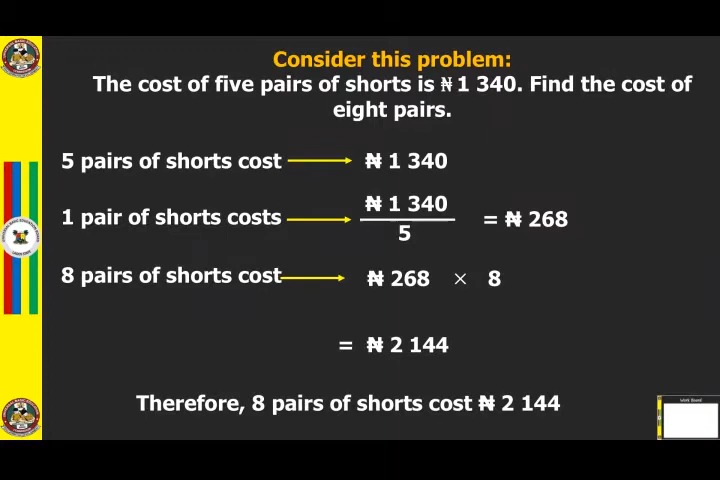 Consider this problem:
The cost of five pairs of shorts is ₦ 1 340. Find the cost of
eight pairs.
5 pairs of shorts cost ₦ 1 340
1 pair of shorts costs ₦ 1 340 / 5 = ₦ 268
8 pairs of shorts cost ₦ 268 × 8
= ₦ 2 144
Therefore, 8 pairs of shorts cost ₦ 2 144
Work Board